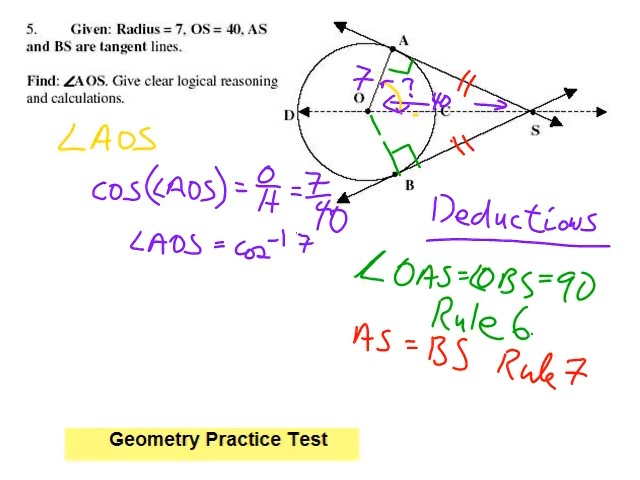 5. Given: Radius = 7, OS = 40, AS
and BS are tangent lines.
Find: ∠AOS. Give clear logical reasoning
and calculations.
∠AOS
A
7
?
O
40
D
C
S
B
cos(∠AOS) = O/H = 7/40
∠AOS = cos⁻¹ 7
Deductions
∠OAS=∠OBS=90
Rule 6.
AS = BS Rule 7
Geometry Practice Test